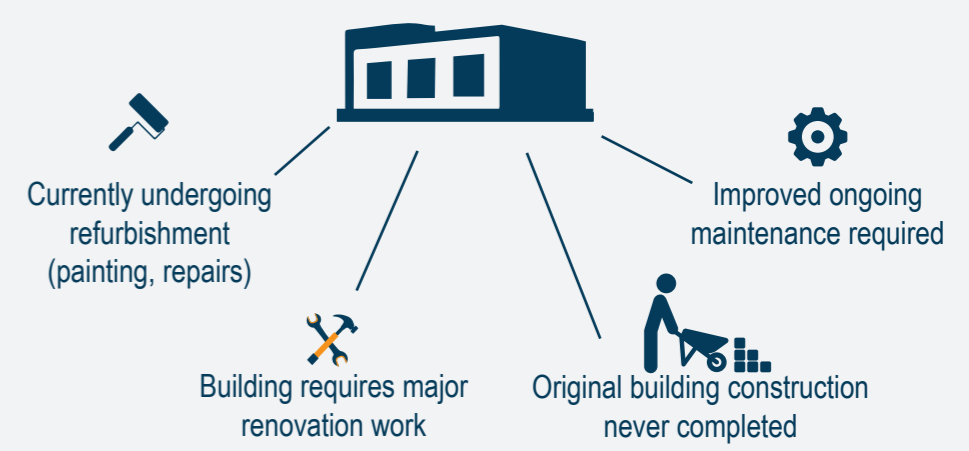 Currently undergoing
refurbishment
(painting, repairs)
Improved ongoing
maintenance required
Building requires major
renovation work
Original building construction
never completed